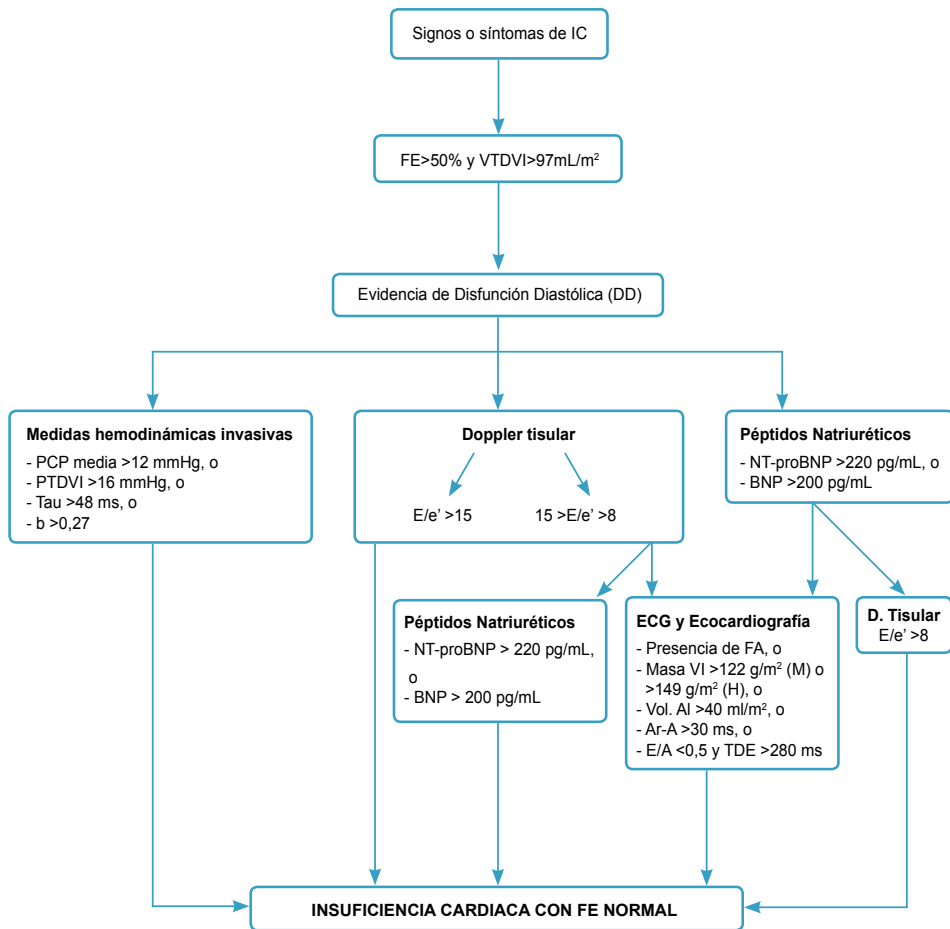 Signos o síntomas de IC
FE>50% y VTDVI>97mL/m²
Evidencia de Disfunción Diastólica (DD)
Medidas hemodinámicas invasivas
- PCP media >12 mmHg, o
- PTDVI >16 mmHg, o
- Tau >48 ms, o
- b >0,27
Doppler tisular
E/e’ >15
15 >E/e’ >8
Péptidos Natriuréticos
- NT-proBNP >220 pg/mL, o
- BNP >200 pg/mL
Péptidos Natriuréticos
- NT-proBNP > 220 pg/mL,
o
- BNP > 200 pg/mL
ECG y Ecocardiografía
- Presencia de FA, o
- Masa VI >122 g/m² (M) o
>149 g/m² (H), o
- Vol. AI >40 ml/m², o
- Ar-A >30 ms, o
- E/A <0,5 y TDE >280 ms
D. Tisular
E/e’ >8
INSUFICIENCIA CARDIACA CON FE NORMAL